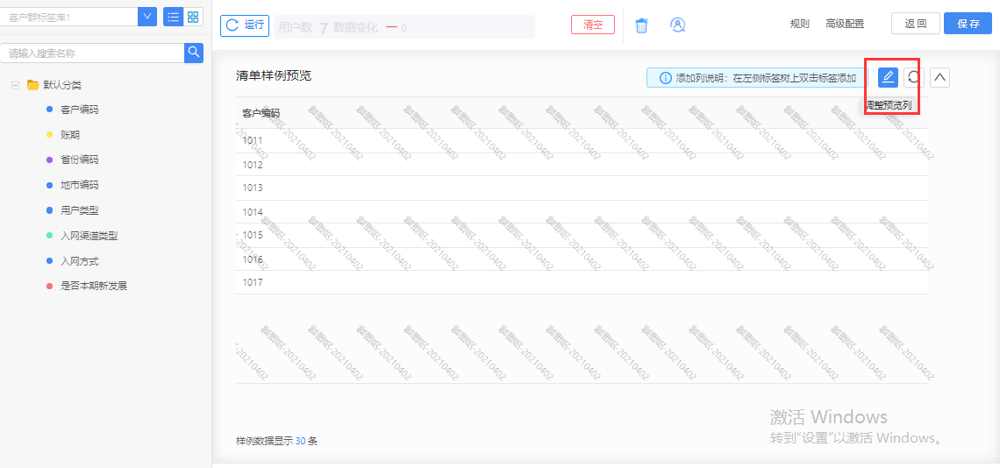 客户群标签库1
运行
用户数 7 数据变化 — 0
清空
规则
高级配置
返 回
保 存
请输入搜索名称
默认分类
客户编码
账期
省份编码
地市编码
用户类型
入网渠道类型
入网方式
是否本期新发展
清单样例预览
添加列说明：在左侧标签树上双击标签添加
调整预览列
客户编码
1011
1012
1013
1014
1015
1016
1017
样例数据显示 30 条
激活 Windows
转到"设置"以激活 Windows。